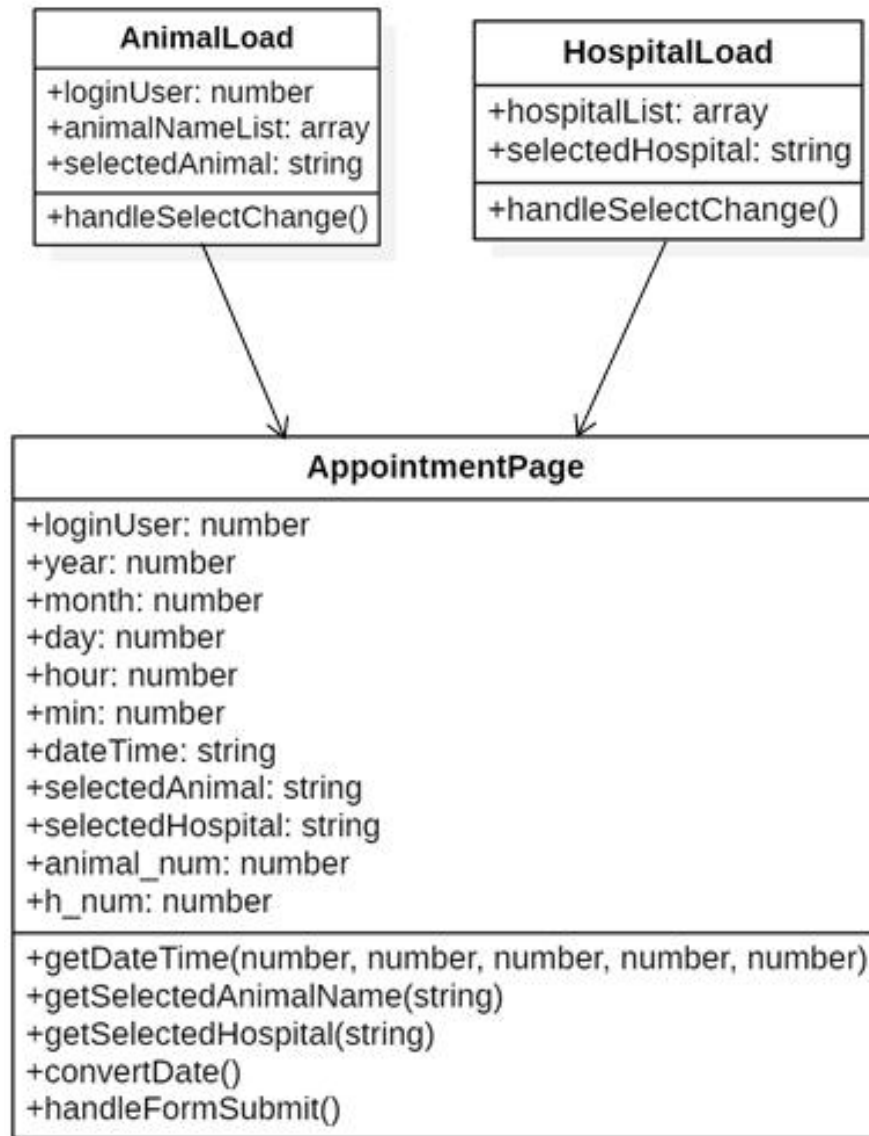 AnimalLoad
+loginUser: number
+animalNameList: array
+selectedAnimal: string
+handleSelectChange()
HospitalLoad
+hospitalList: array
+selectedHospital: string
+handleSelectChange()
AppointmentPage
+loginUser: number
+year: number
+month: number
+day: number
+hour: number
+min: number
+dateTime: string
+selectedAnimal: string
+selectedHospital: string
+animal_num: number
+h_num: number
+getDateTime(number, number, number, number, number)
+getSelectedAnimalName(string)
+getSelectedHospital(string)
+convertDate()
+handleFormSubmit()